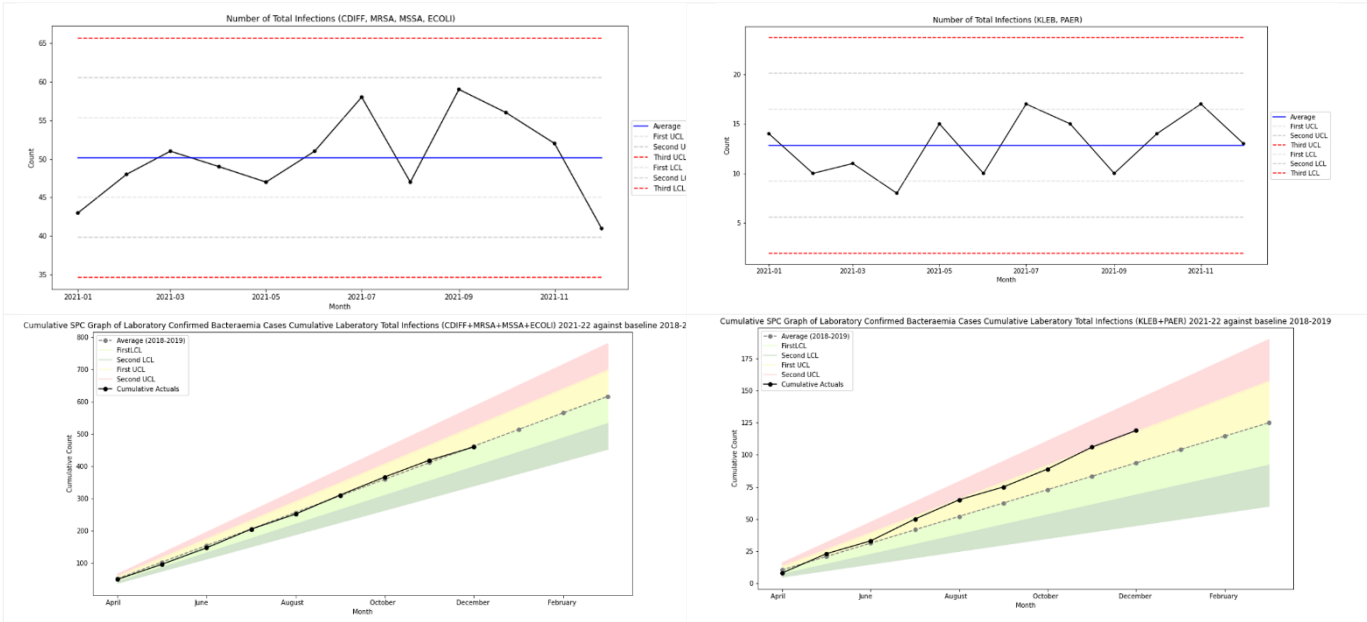 Number of Total Infections (CDIFF, MRSA, MSSA, ECOLI)
65
60
55
50
45
40
35
Count
2021-01
2021-03
2021-05
2021-07
2021-09
2021-11
Month
Average
First UCL
Second U
Third UCL
First LCL
Second L
Third LCL
Number of Total Infections (KLEB, PAER)
20
15
10
5
Count
2021-01
2021-03
2021-05
2021-07
2021-09
2021-11
Month
Average
First UCL
Second UCL
Third UCL
First LCL
Second LCL
Third LCL
Cumulative SPC Graph of Laboratory Confirmed Bacteraemia Cases Cumulative Laberatory Total Infections (CDIFF+MRSA+MSSA+ECOLI) 2021-22 against baseline 2018-2
800
700
600
500
400
300
200
100
Cumulative Count
Average (2018-2019)
FirstLCL
Second LCL
First UCL
Second UCL
Cumulative Actuals
April
June
August
October
December
February
Month
Cumulative SPC Graph of Laboratory Confirmed Bacteraemia Cases Cumulative Laberatory Total Infections (KLEB+PAER) 2021-22 against baseline 2018-2019
175
150
125
100
75
50
25
0
Cumulative Count
Average (2018-2019)
FirstLCL
Second LCL
First UCL
Second UCL
Cumulative Actuals
April
June
August
October
December
February
Month